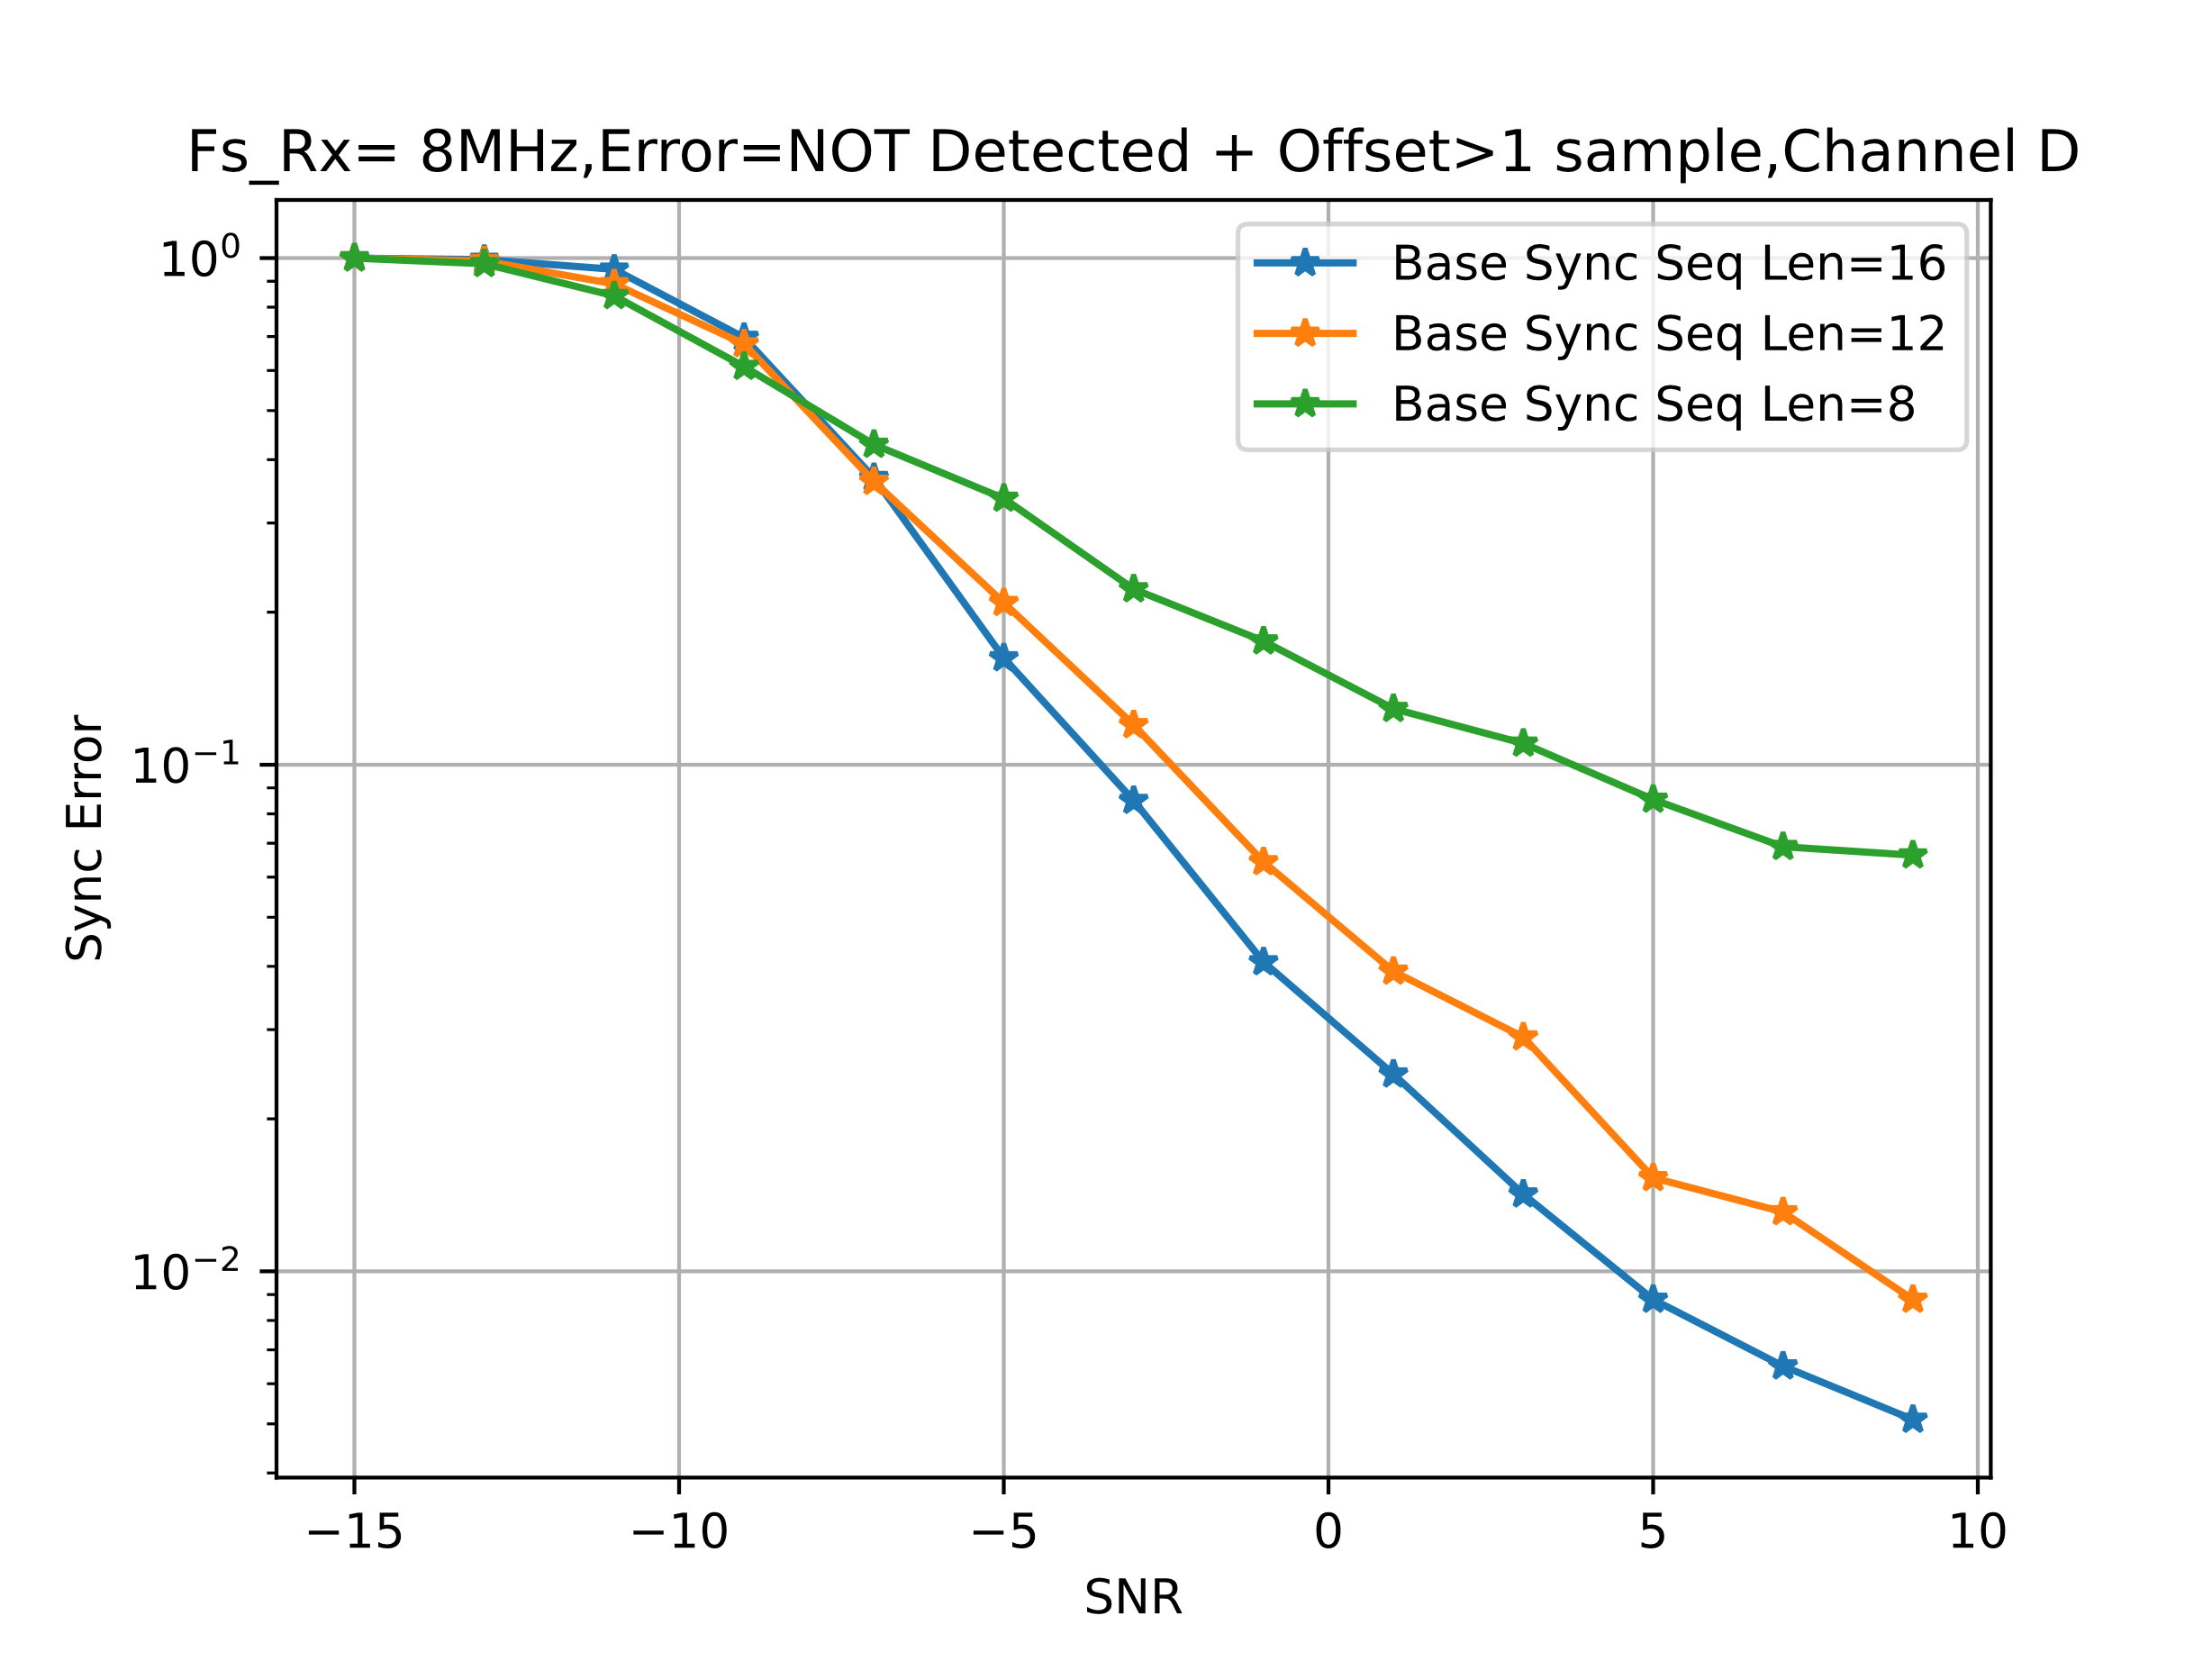 Fs_Rx= 8MHz,Error=NOT Detected + Offset>1 sample,Channel D
Base Sync Seq Len=16
Base Sync Seq Len=12
Base Sync Seq Len=8
10⁰
10⁻¹
10⁻²
Sync Error
−15
−10
−5
0
5
10
SNR